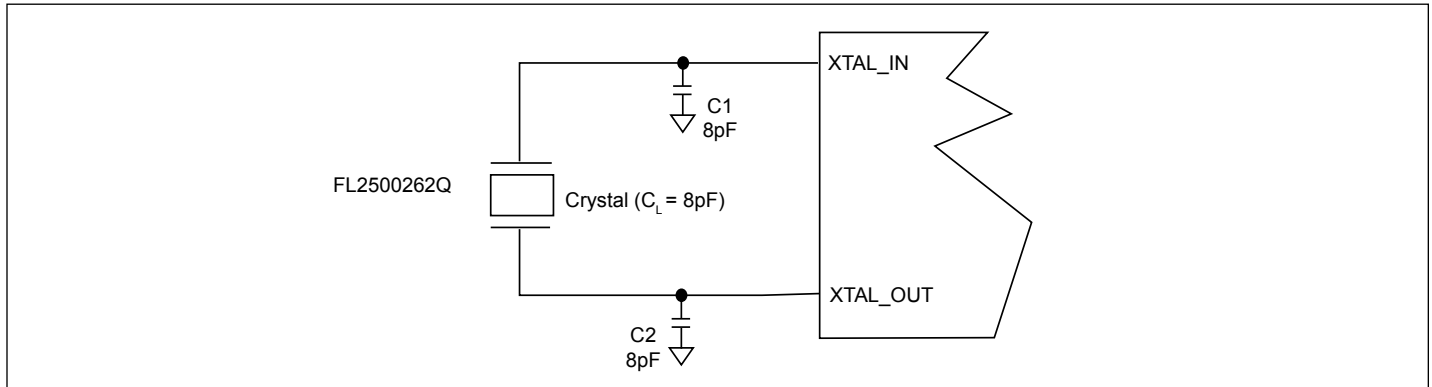 XTAL_IN
C1
8pF
FL2500262Q
Crystal (CL = 8pF)
XTAL_OUT
C2
8pF